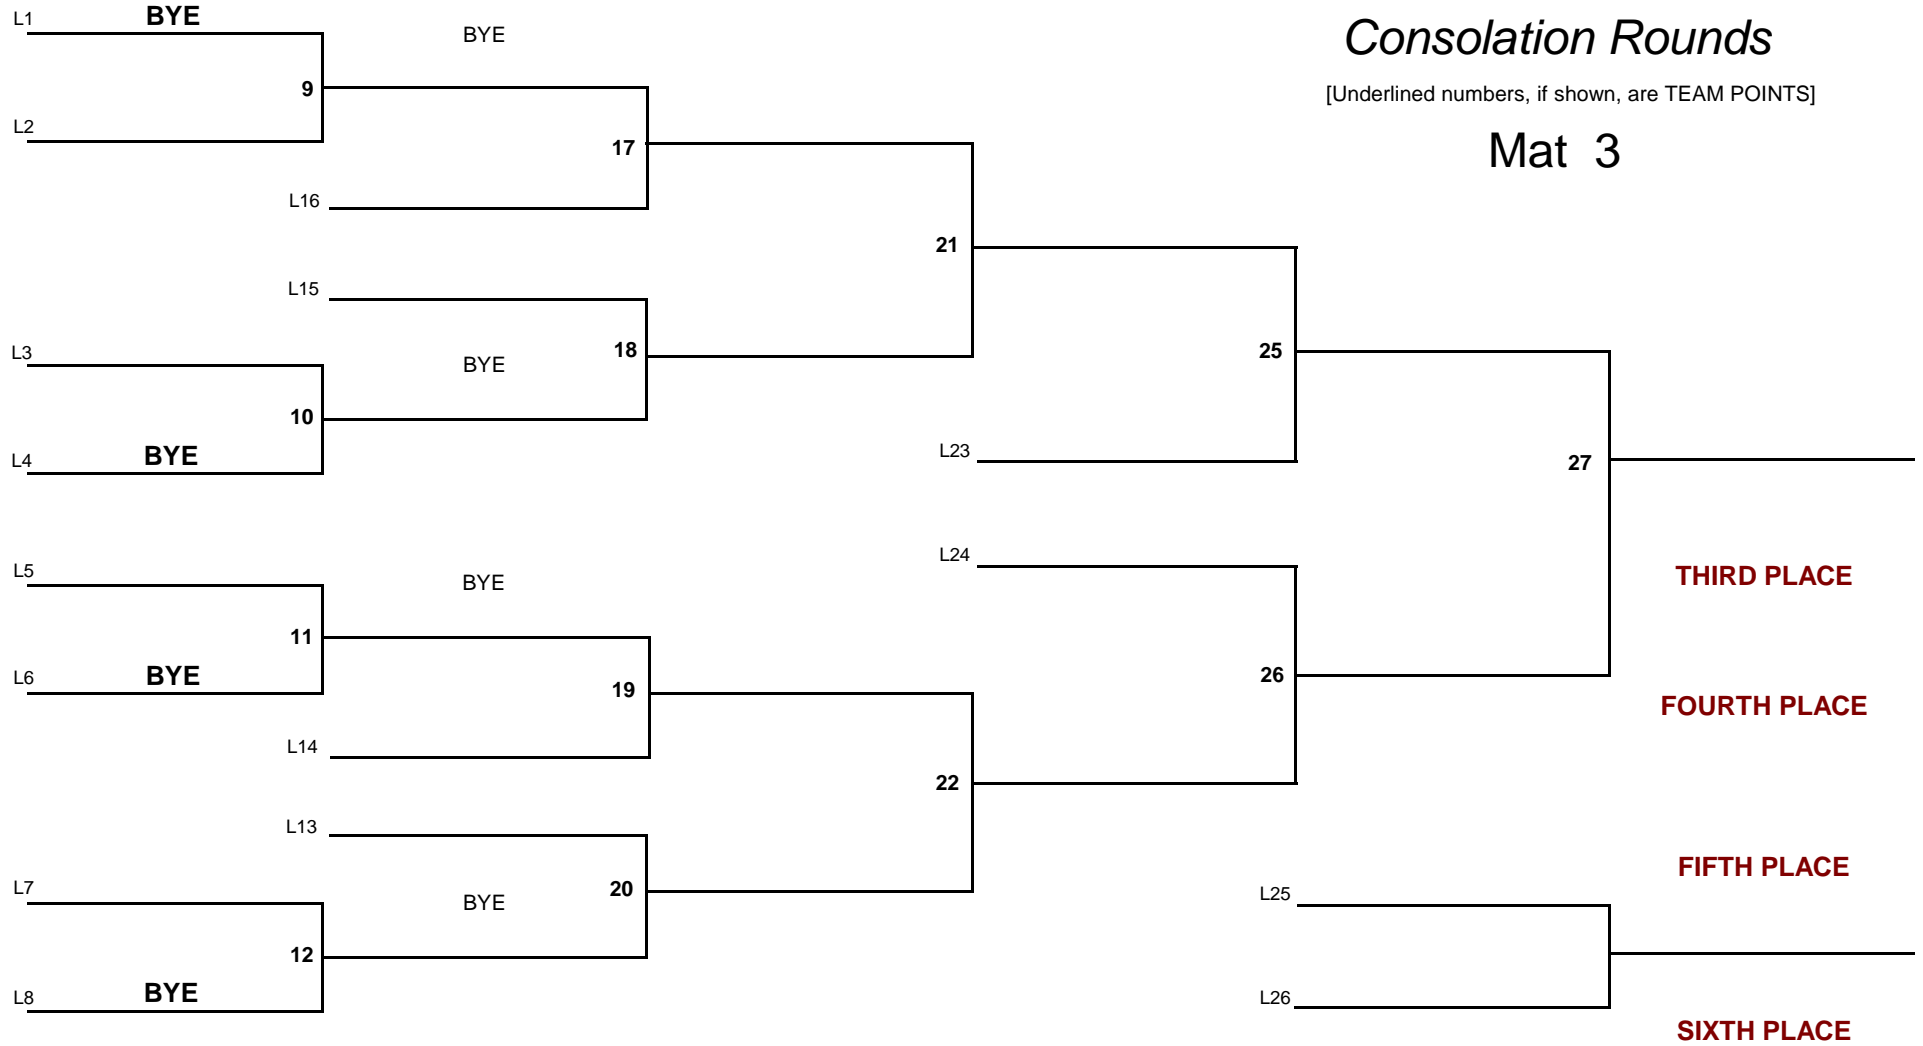 L1 BYE
BYE
Consolation Rounds
9
[Underlined numbers, if shown, are TEAM POINTS]
L2
17
Mat 3
L16
21
L15
L3
18
BYE
25
10
L4 BYE
L23
27
L24
L5
BYE
THIRD PLACE
11
L6 BYE
19
26
FOURTH PLACE
L14
22
L13
FIFTH PLACE
L7
20
BYE
L25
12
L8 BYE
L26
SIXTH PLACE